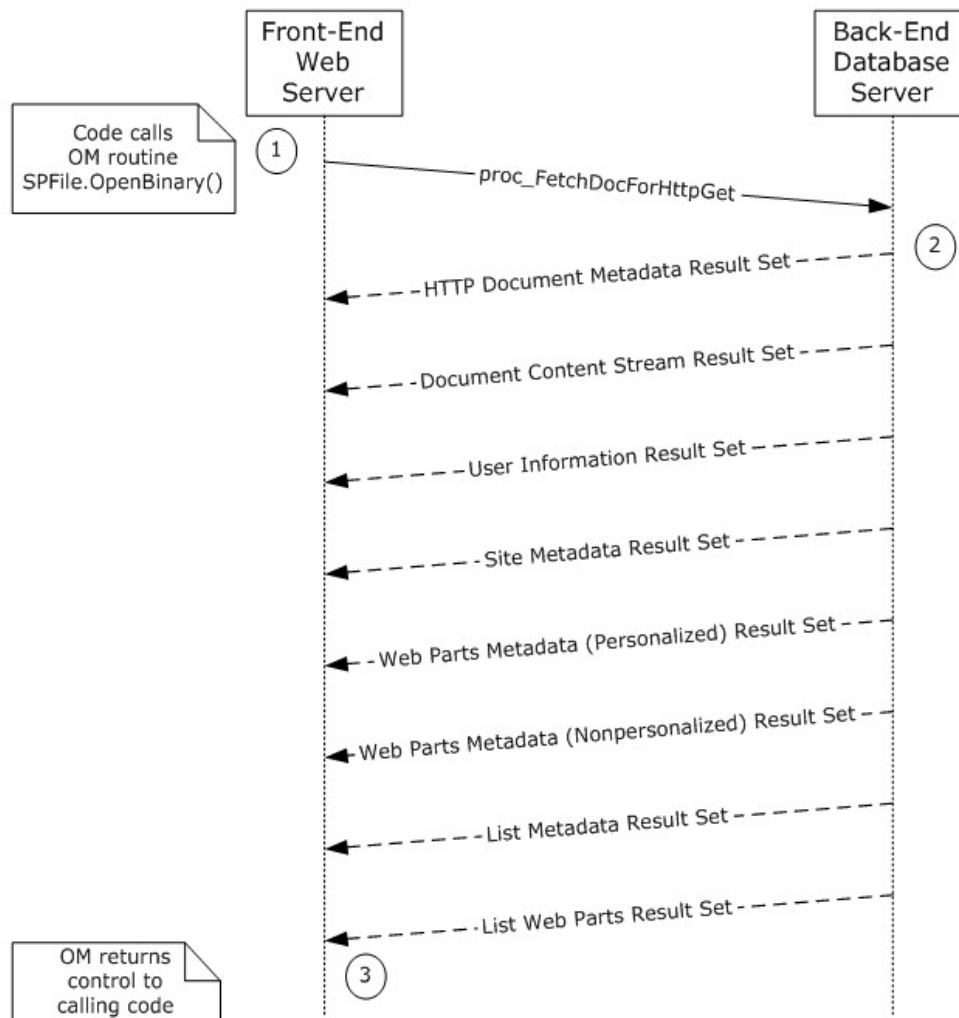 Front-End
Web
Server
Back-End
Database
Server
Code calls
OM routine
SPFile.OpenBinary()
1
proc_FetchDocForHttpGet
2
HTTP Document Metadata Result Set
Document Content Stream Result Set
User Information Result Set
Site Metadata Result Set
Web Parts Metadata (Personalized) Result Set
Web Parts Metadata (Nonpersonalized) Result Set
List Metadata Result Set
List Web Parts Result Set
OM returns
control to
calling code
3